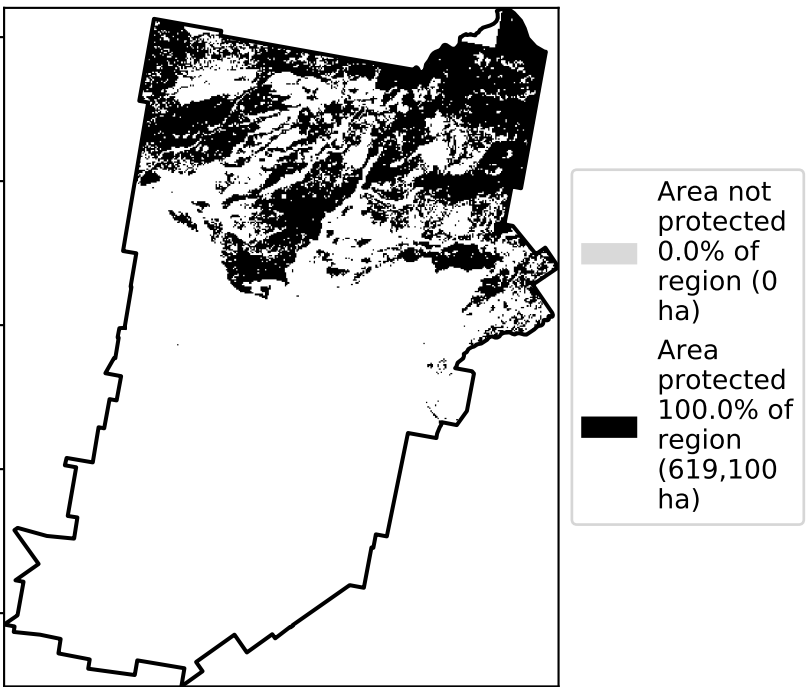 Area not
protected
0.0% of
region (0
ha)
Area
protected
100.0% of
region
(619,100
ha)